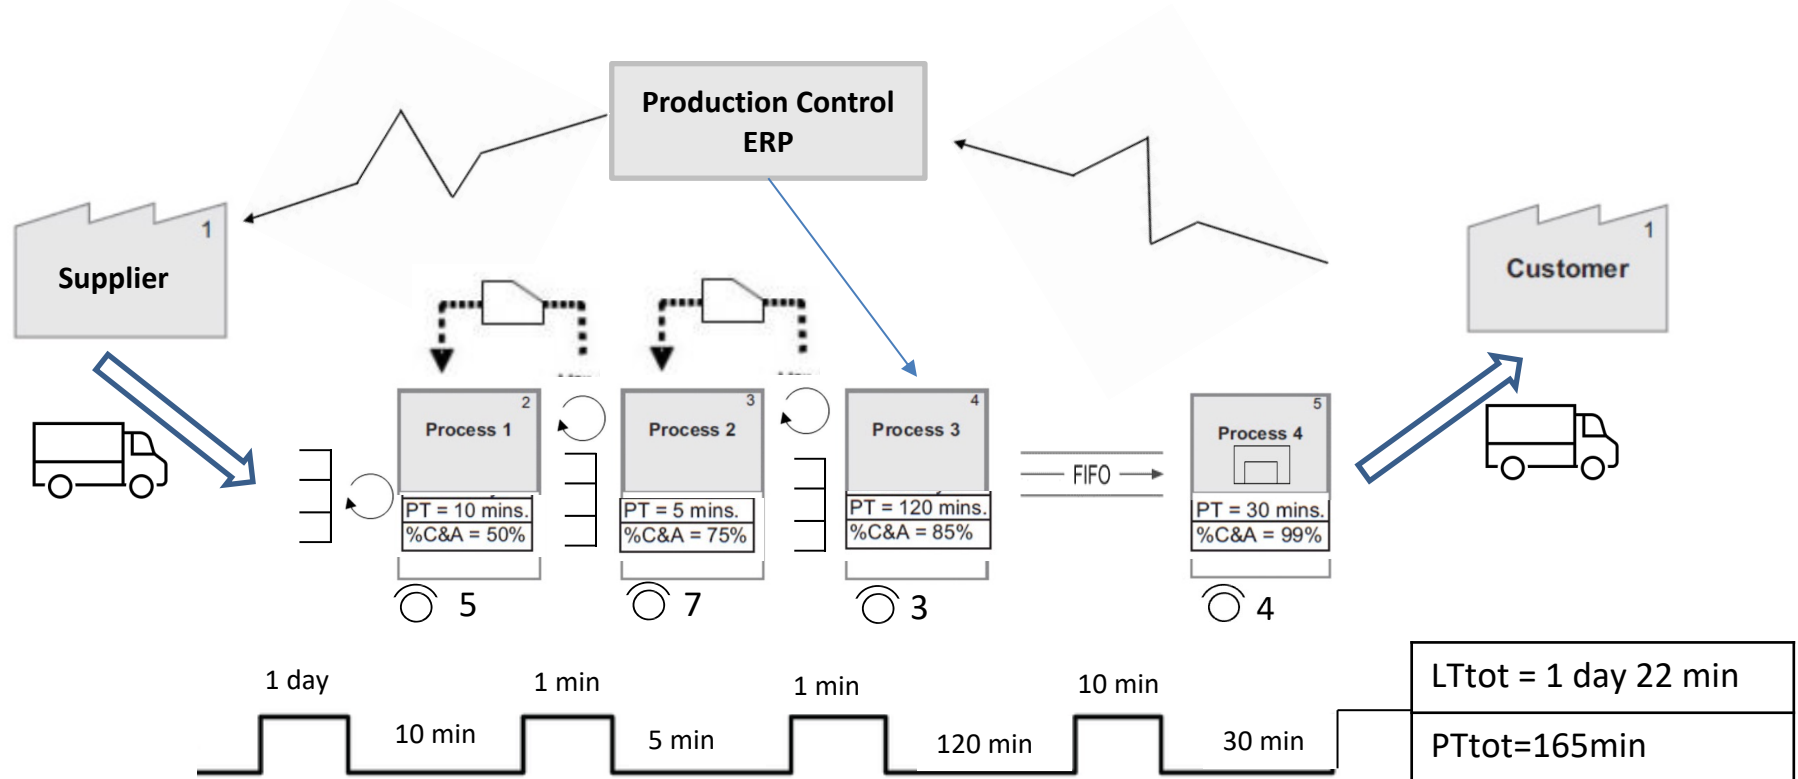 Production Control
ERP
1
Supplier
1
Customer
2
Process 1
PT = 10 mins.
%C&A = 50%
5
3
Process 2
PT = 5 mins.
%C&A = 75%
7
4
Process 3
PT = 120 mins.
%C&A = 85%
3
FIFO
5
Process 4
PT = 30 mins.
%C&A = 99%
4
1 day
10 min
1 min
5 min
1 min
120 min
10 min
30 min
LTtot = 1 day 22 min
PTtot=165min